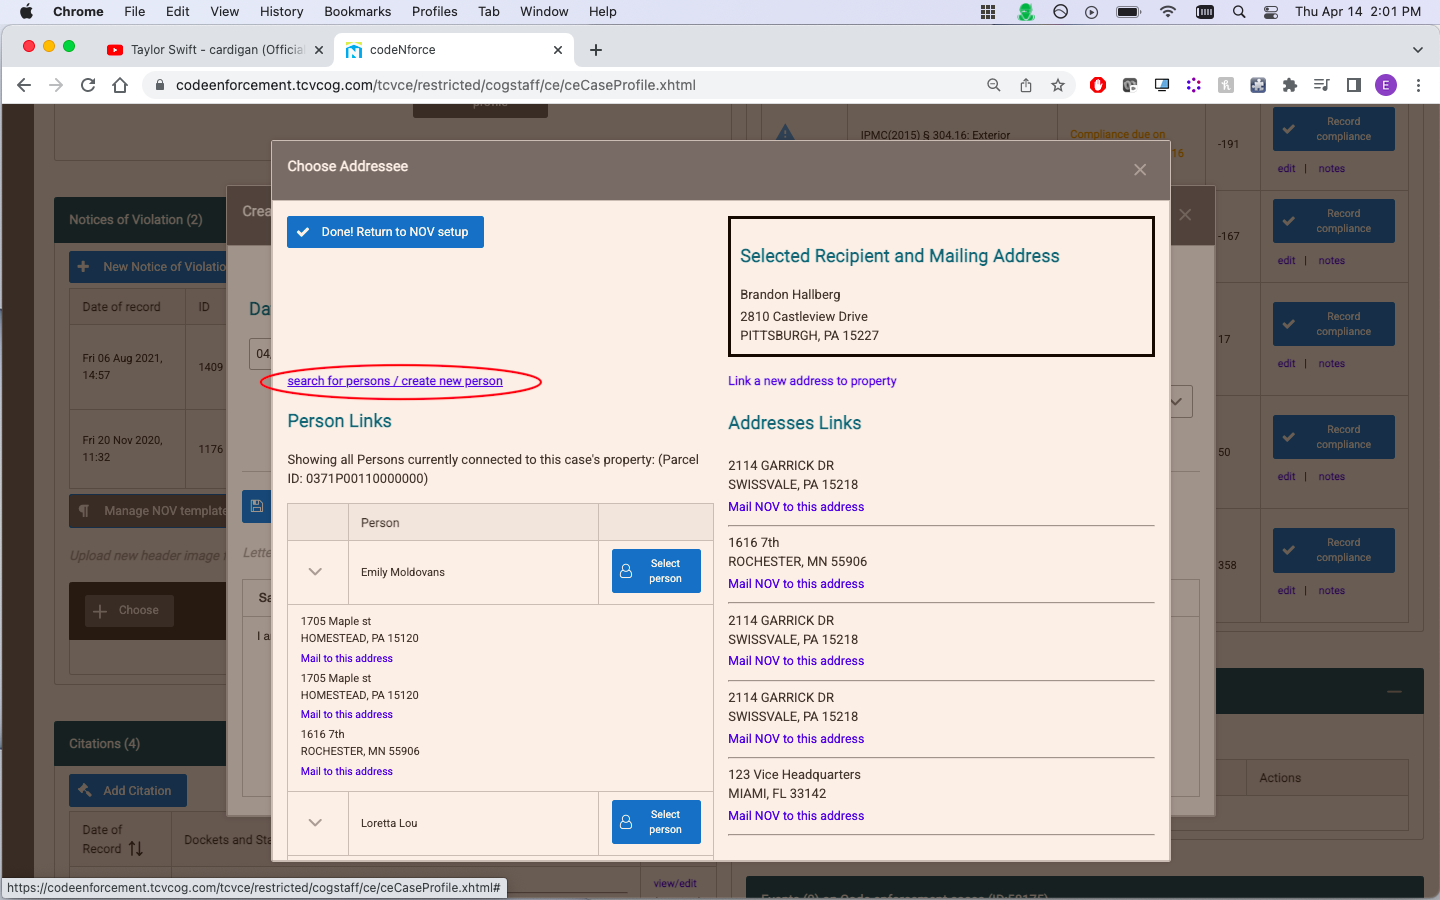 Chrome File Edit View History Bookmarks Profiles Tab Window Help Thu Apr 14 2:01 PM
Taylor Swift - cardigan (Official
codeNforce
codeenforcement.tcvcog.com/tcvce/restricted/cogstaff/ce/ceCaseProfile.xhtml
E
profile
IPMC(2015) § 304.16: Exterior
Compliance due on
16
-191
Record compliance
edit | notes
-167
Record compliance
edit | notes
17
Record compliance
edit | notes
50
Record compliance
edit | notes
358
Record compliance
edit | notes
Notices of Violation (2)
New Notice of Violatio
Date of record ID
Fri 06 Aug 2021, 14:57 1409
Fri 20 Nov 2020, 11:32 1176
Manage NOV template
Upload new header image
Choose
Citations (4)
Add Citation
Date of Record
Dockets and Sta
view/edit
Crea
Da
04
Lette
Sa
I a
Choose Addressee
Done! Return to NOV setup
search for persons / create new person
Person Links
Showing all Persons currently connected to this case's property: (Parcel
ID: 0371P00110000000)
Person
Emily Moldovans
Select person
1705 Maple st
HOMESTEAD, PA 15120
Mail to this address
1705 Maple st
HOMESTEAD, PA 15120
Mail to this address
1616 7th
ROCHESTER, MN 55906
Mail to this address
Loretta Lou
Select person
Selected Recipient and Mailing Address
Brandon Hallberg
2810 Castleview Drive
PITTSBURGH, PA 15227
Link a new address to property
Addresses Links
2114 GARRICK DR
SWISSVALE, PA 15218
Mail NOV to this address
1616 7th
ROCHESTER, MN 55906
Mail NOV to this address
2114 GARRICK DR
SWISSVALE, PA 15218
Mail NOV to this address
2114 GARRICK DR
SWISSVALE, PA 15218
Mail NOV to this address
123 Vice Headquarters
MIAMI, FL 33142
Mail NOV to this address
Actions
https://codeenforcement.tcvcog.com/tcvce/restricted/cogstaff/ce/ceCaseProfile.xhtml#